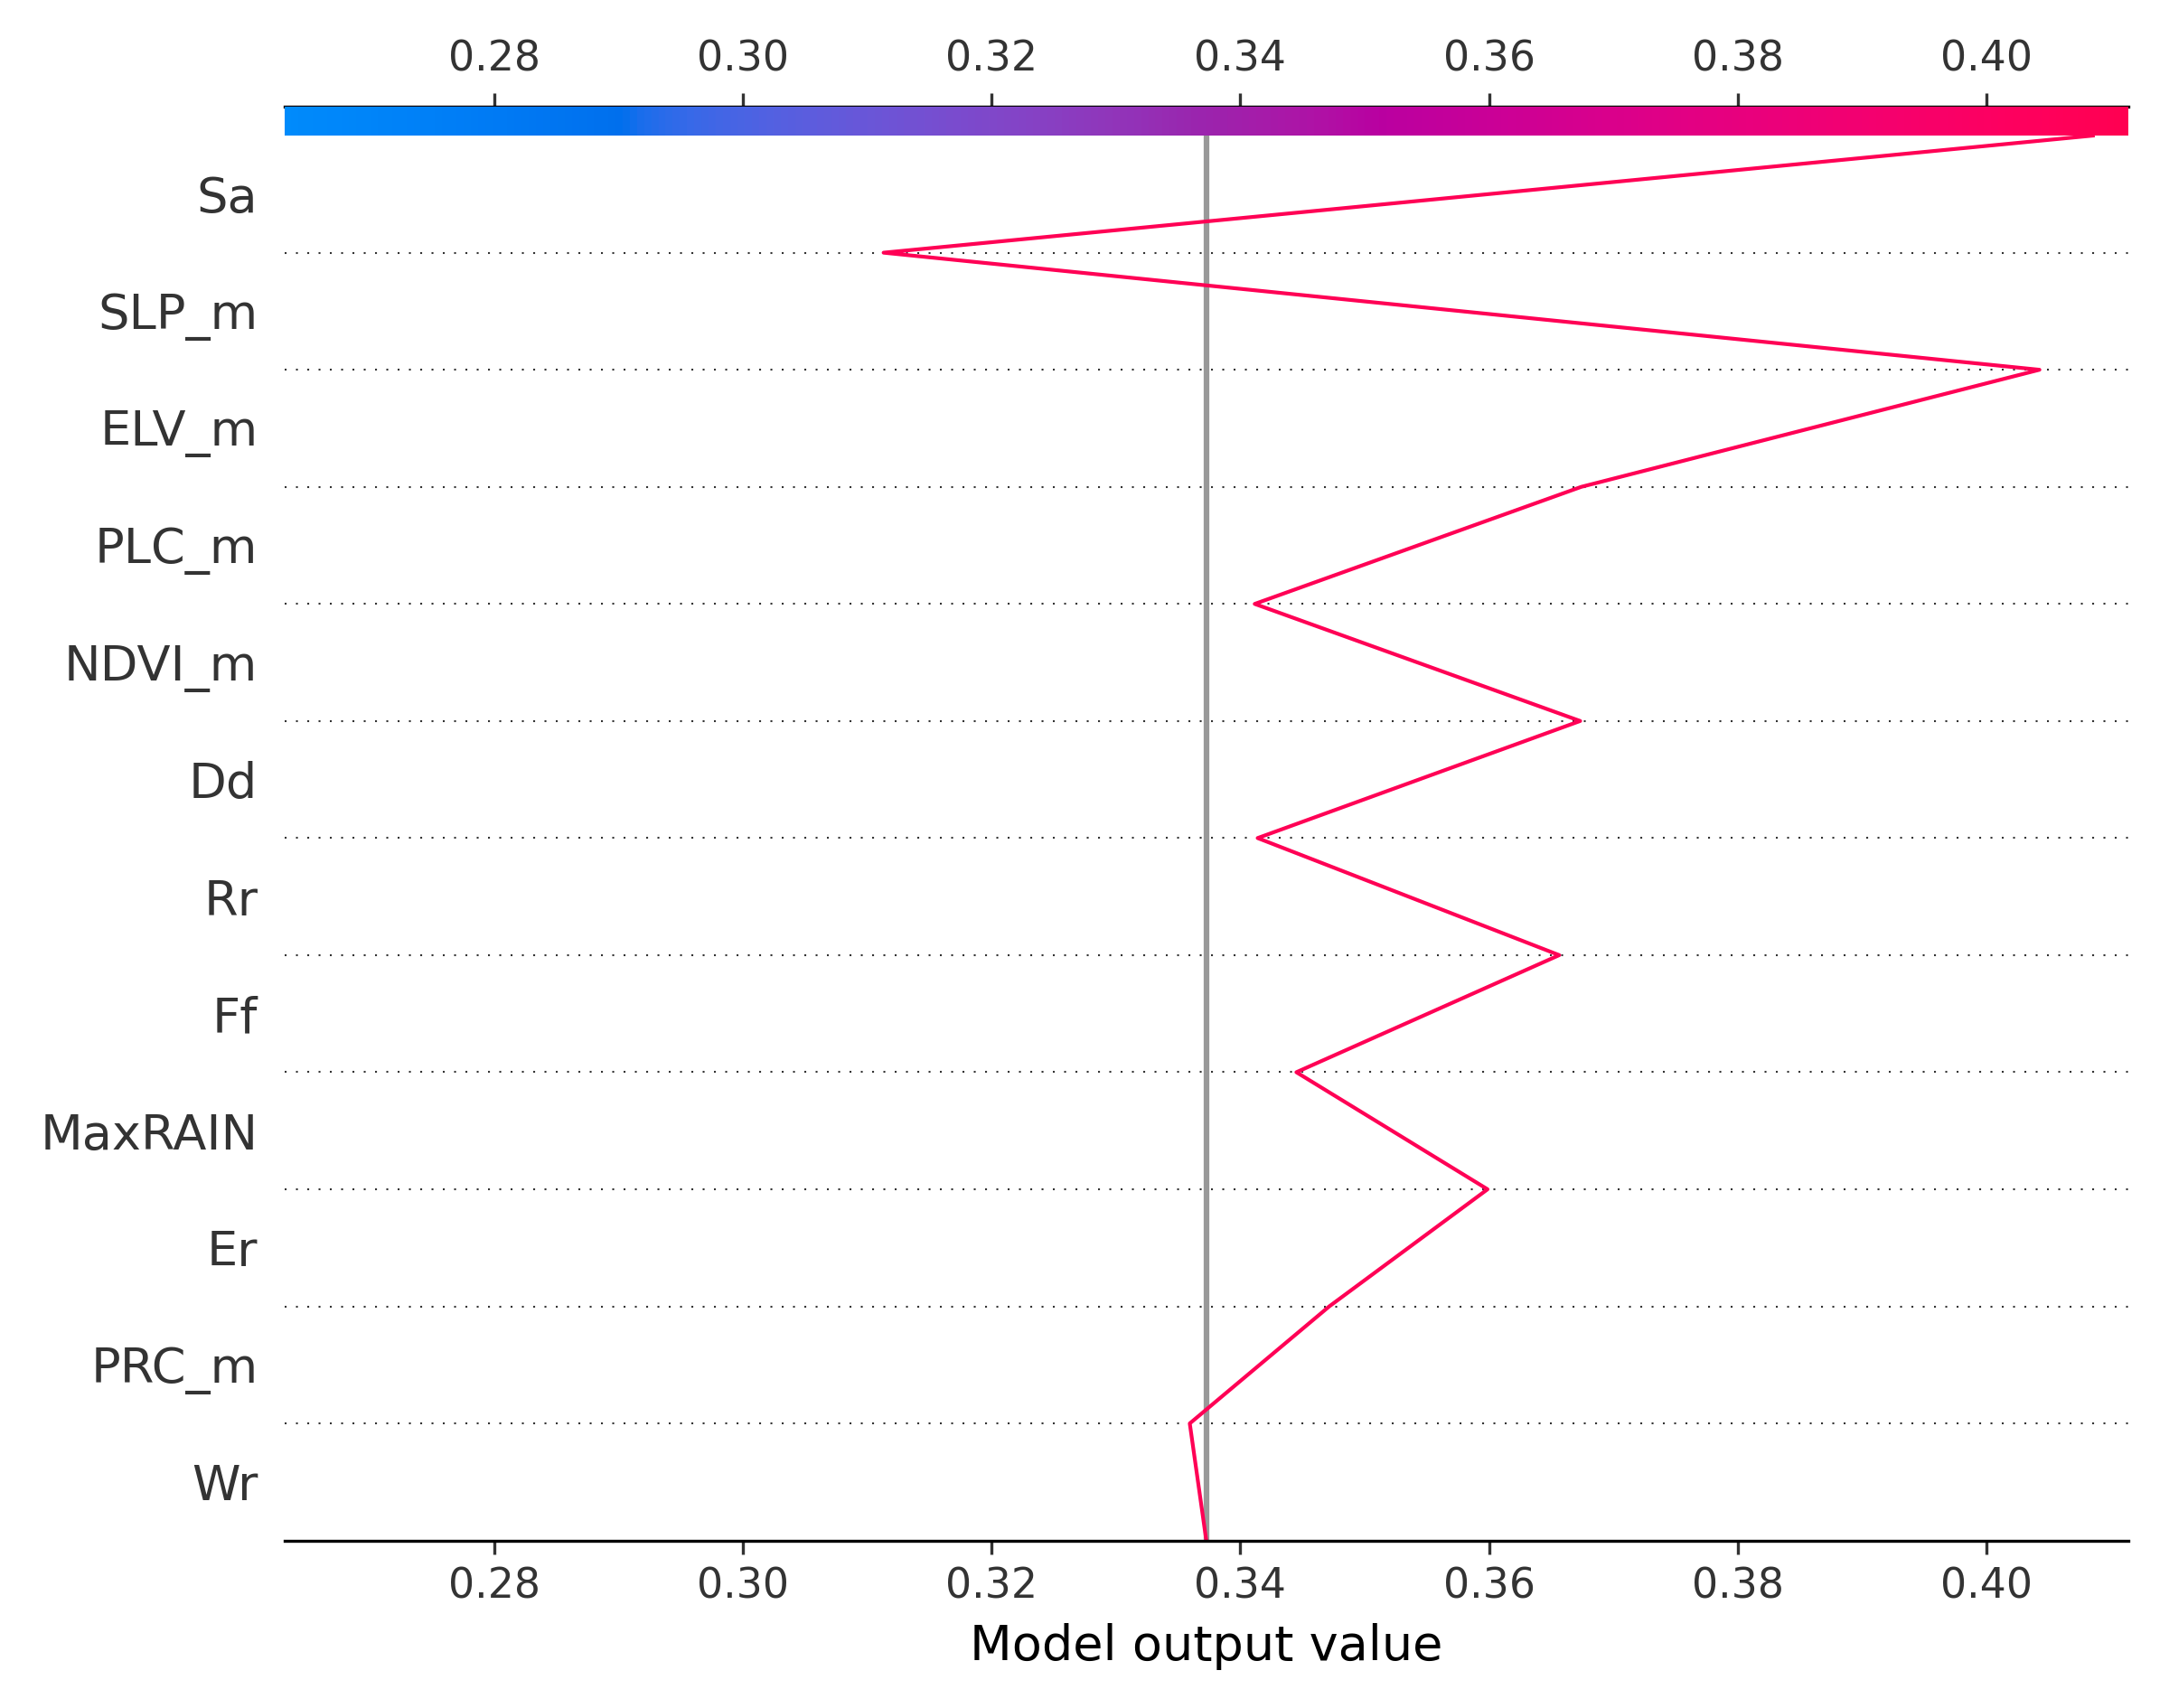 0.28 0.30 0.32 0.34 0.36 0.38 0.40
Sa
SLP_m
ELV_m
PLC_m
NDVI_m
Dd
Rr
Ff
MaxRAIN
Er
PRC_m
Wr
0.28 0.30 0.32 0.34 0.36 0.38 0.40
Model output value